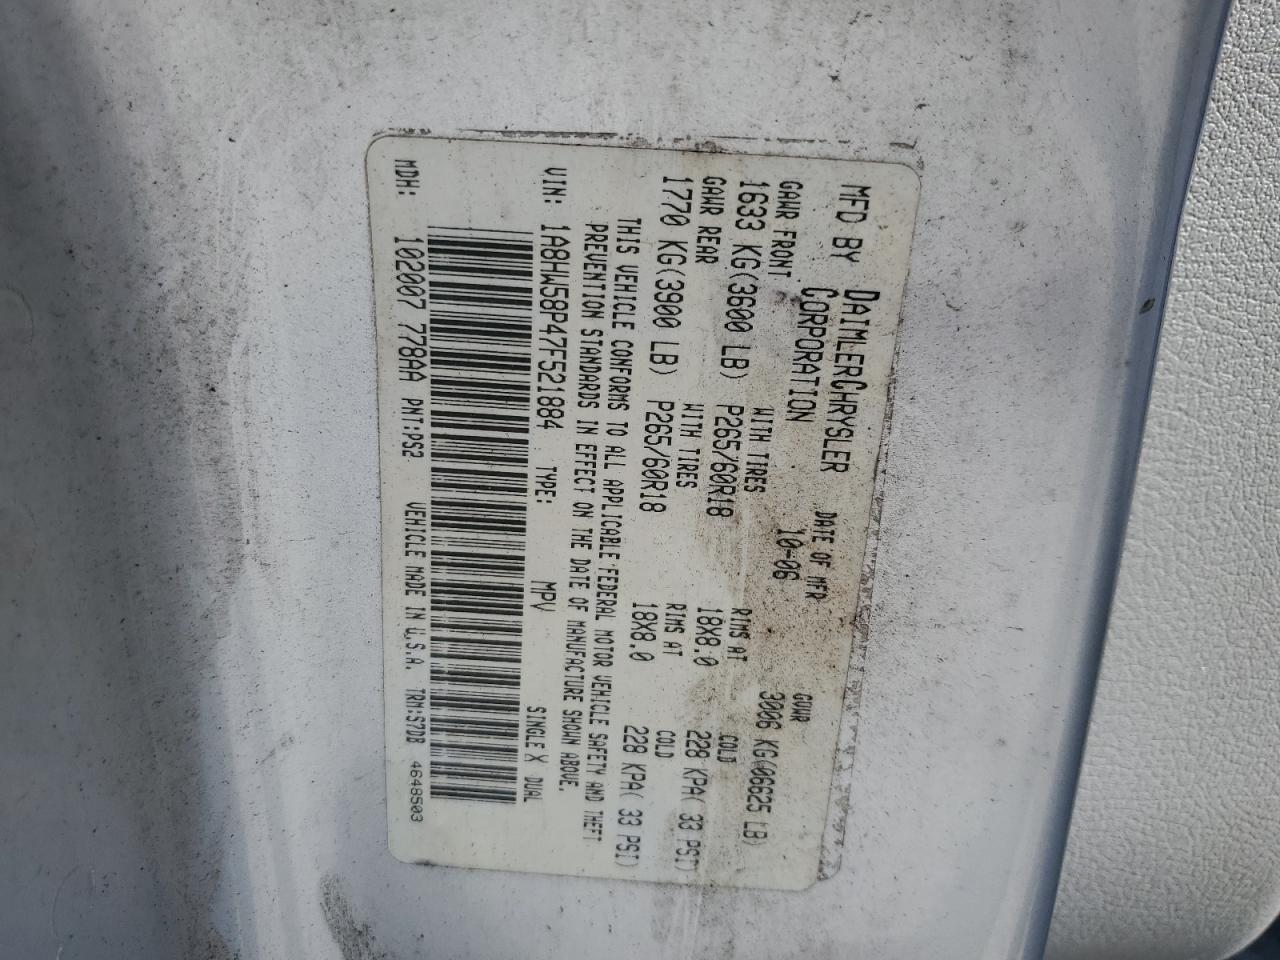 MFD BY DAIMLERCHRYSLER CORPORATION
DATE OF MFR 10-06
GVWR 3006 KG(06625 LB)
GAWR FRONT WITH TIRES RIMS AT COLD
1633 KG(3600 LB) P265/60R18 18X8.0 228 KPA( 33 PSI)
GAWR REAR WITH TIRES RIMS AT COLD
1770 KG(3900 LB) P265/60R18 18X8.0 228 KPA( 33 PSI)
THIS VEHICLE CONFORMS TO ALL APPLICABLE FEDERAL MOTOR VEHICLE SAFETY AND THEFT
PREVENTION STANDARDS IN EFFECT ON THE DATE OF MANUFACTURE SHOWN ABOVE.
VIN: 1A8HW58P47F521884 TYPE: MPV SINGLE X DUAL
MDH: 102007 778AA PNT:PS2 VEHICLE MADE IN U.S.A. TRM:S7DB 4648503